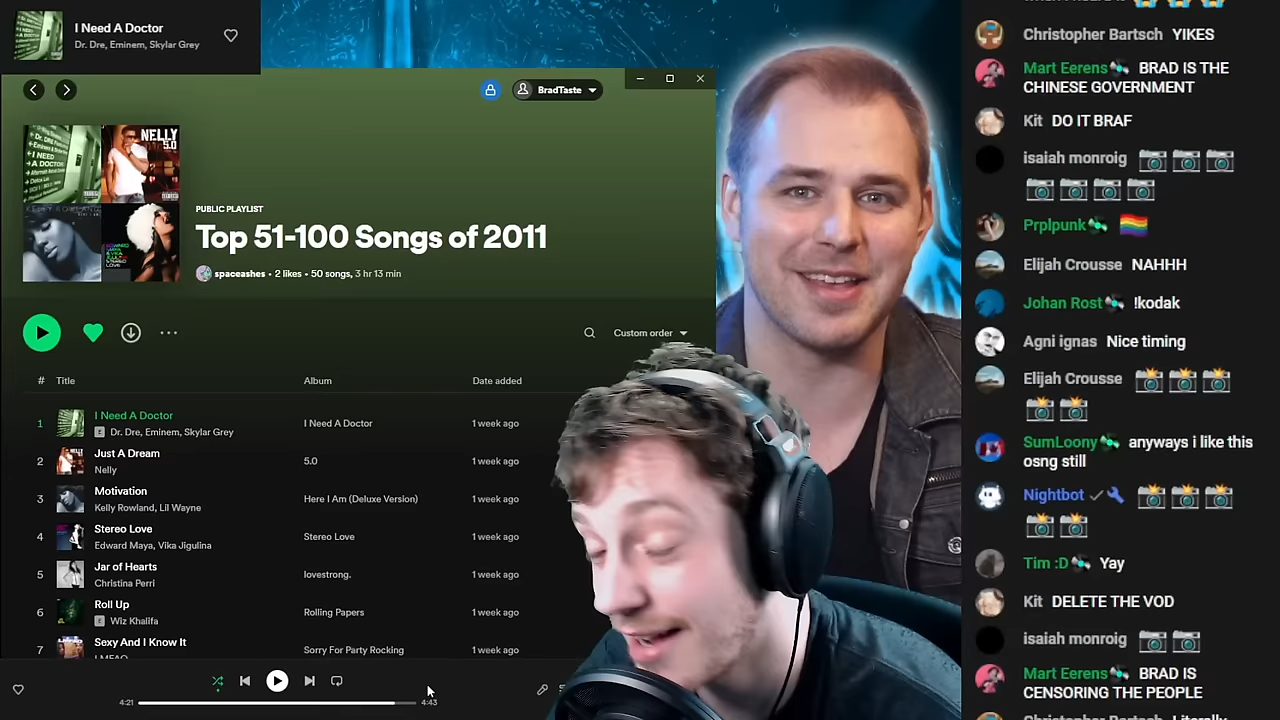 I Need A Doctor
Dr. Dre, Eminem, Skylar Grey
BradTaste
NELLY
5.0
PUBLIC PLAYLIST
Top 51-100 Songs of 2011
spaceashes • 2 likes • 50 songs, 3 hr 13 min
Custom order
# Title Album Date added
1 I Need A Doctor I Need A Doctor 1 week ago
E Dr. Dre, Eminem, Skylar Grey
2 Just A Dream 5.0 1 week ago
Nelly
3 Motivation Here I Am (Deluxe Version) 1 week ago
Kelly Rowland, Lil Wayne
4 Stereo Love Stereo Love 1 week ago
Edward Maya, Vika Jigulina
5 Jar of Hearts lovestrong. 1 week ago
Christina Perri
6 Roll Up Rolling Papers 1 week ago
E Wiz Khalifa
7 Sexy And I Know It Sorry For Party Rocking 1 week ago
LMFAO
4:21 4:43
Christopher Bartsch YIKES
Mart Eerens BRAD IS THE
CHINESE GOVERNMENT
Kit DO IT BRAF
isaiah monroig
Prplpunk
Elijah Crousse NAHHH
Johan Rost !kodak
Agni ignas Nice timing
Elijah Crousse
SumLoony anyways i like this
osng still
Nightbot
Tim :D Yay
Kit DELETE THE VOD
isaiah monroig
Mart Eerens BRAD IS
CENSORING THE PEOPLE
Christopher Bartsch Literally